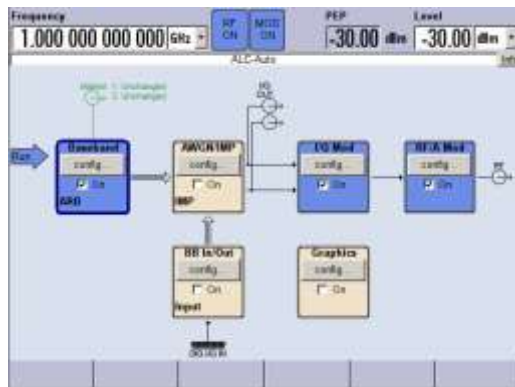 Frequency
RF
ON
MOD
ON
PEP
Level
1.000 000 000 000 GHz
-30.00 dBm
-30.00 dBm
ALC-Auto
Run
Baseband
config...
On
ARB
AWGN/IMP
config...
On
IMP
I/Q
OUT
I/Q Mod
config...
On
RF/A Mod
config...
On
RF
BB In/Out
config...
On
Input
Graphics
config...
On